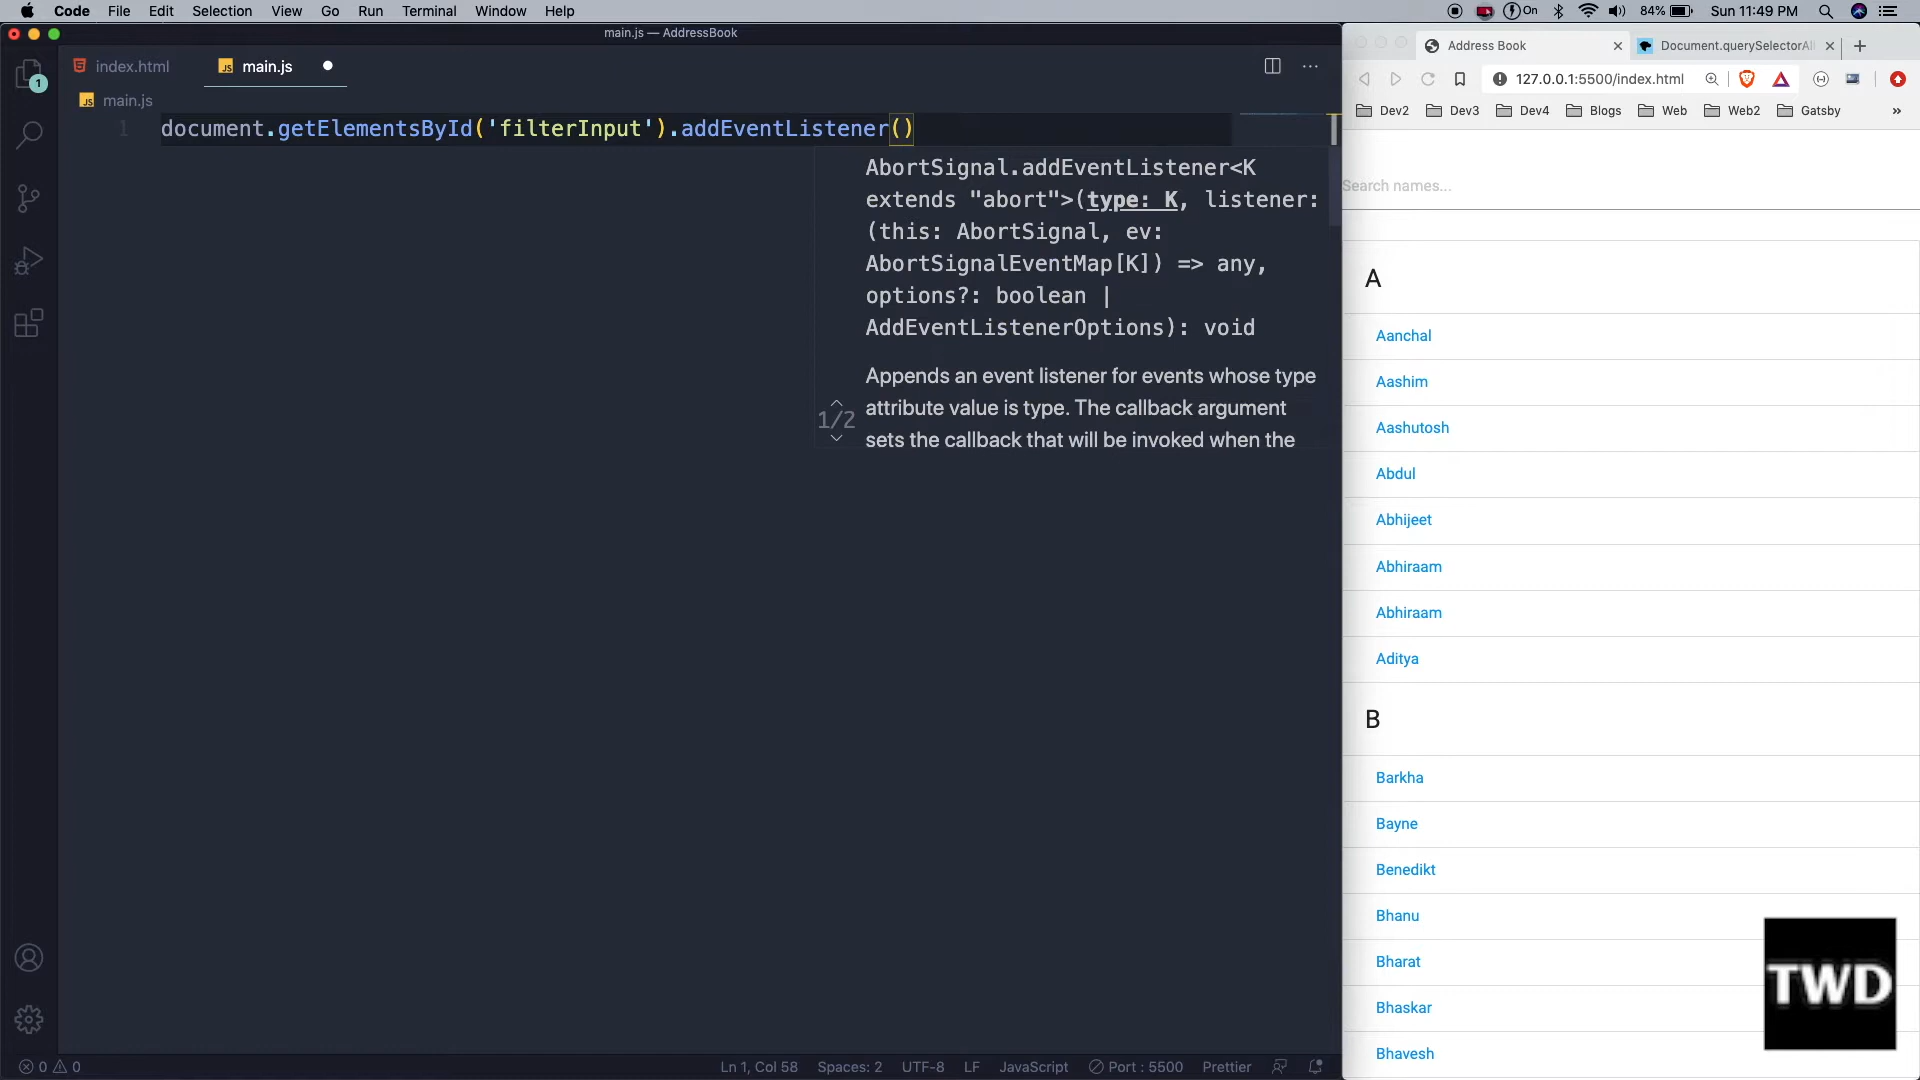 Code File Edit Selection View Go Run Terminal Window Help
On 84% Sun 11:49 PM
main.js — AddressBook
index.html
main.js
main.js
1
1 document.getElementsById('filterInput').addEventListener()
AbortSignal.addEventListener<K
extends "abort">(type: K, listener:
(this: AbortSignal, ev:
AbortSignalEventMap[K]) => any,
options?: boolean |
AddEventListenerOptions): void
Appends an event listener for events whose type
1/2 attribute value is type. The callback argument
sets the callback that will be invoked when the
0 0
Ln 1, Col 58 Spaces: 2 UTF-8 LF JavaScript Port : 5500 Prettier
Address Book
Document.querySelectorAll
127.0.0.1:5500/index.html
Dev2 Dev3 Dev4 Blogs Web Web2 Gatsby »
Search names...
A
Aanchal
Aashim
Aashutosh
Abdul
Abhijeet
Abhiraam
Abhiraam
Aditya
B
Barkha
Bayne
Benedikt
Bhanu
Bharat
Bhaskar
Bhavesh
TWD